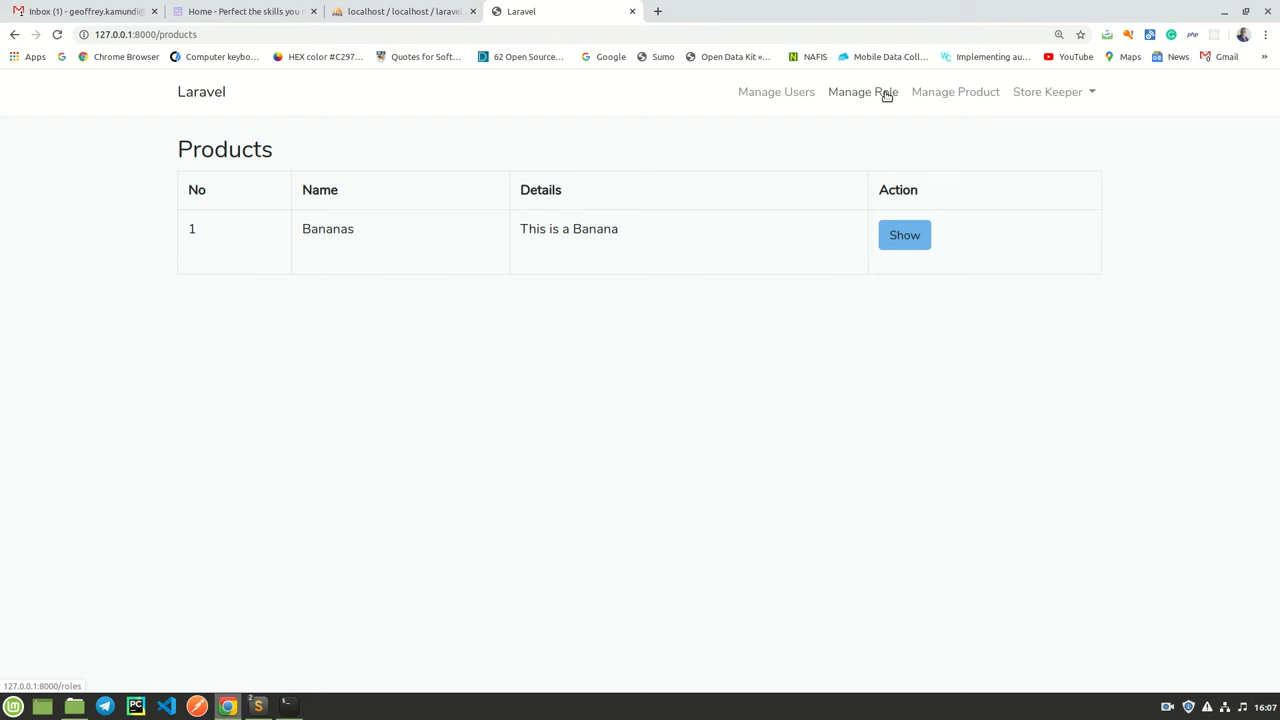 Inbox (1) - geoffrey.kamundi@
Home - Perfect the skills you
localhost / localhost / laravel
Laravel
127.0.0.1:8000/products
php
Apps
G
Chrome Browser
Computer keybo...
HEX color #C297...
Quotes for Soft...
62 Open Source...
Google
Sumo
Open Data Kit »...
NAFIS
Mobile Data Coll...
Implementing au...
YouTube
Maps
News
Gmail
»
Laravel
Manage Users
Manage Role
Manage Product
Store Keeper
Products
No Name Details Action
1 Bananas This is a Banana Show
127.0.0.1:8000/roles
PC
2
S
16:07